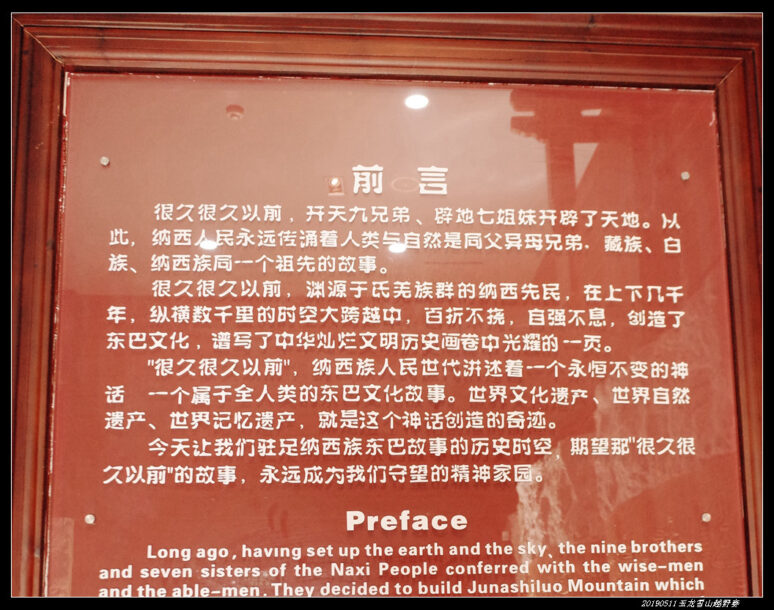 前言
很久很久以前，开天九兄弟、辟地七姐妹开辟了天地。从
此，纳西人民永远传诵着人类与自然是同父异母兄弟．藏族、白
族、纳西族同一个祖先的故事。
很久很久以前，渊源于氐羌族群的纳西先民，在上下几千
年，纵横数千里的时空大跨越中，百折不挠，自强不息，创造了
东巴文化，谱写了中华灿烂文明历史画卷中光耀的一页。
"很久很久以前"，纳西族人民世代讲述着一个永恒不变的神
话 一个属于全人类的东巴文化故事。世界文化遗产、世界自然
遗产、世界记忆遗产，就是这个神话创造的奇迹。
今天让我们驻足纳西族东巴故事的历史时空，期望那"很久很
久以前"的故事，永远成为我们守望的精神家园。
Preface
Long ago, having set up the earth and the sky, the nine brothers
and seven sisters of the Naxi People conferred with the wise-men
and the able-men. They decided to build Junashiluo Mountain which
20190511玉龙雪山越野赛